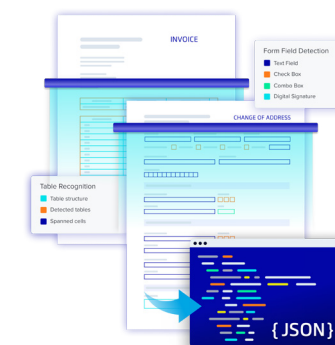 INVOICE
Form Field Detection
Text Field
Check Box
Combo Box
Digital Signature
CHANGE OF ADDRESS
Table Recognition
Table structure
Detected tables
Spanned cells
{JSON}